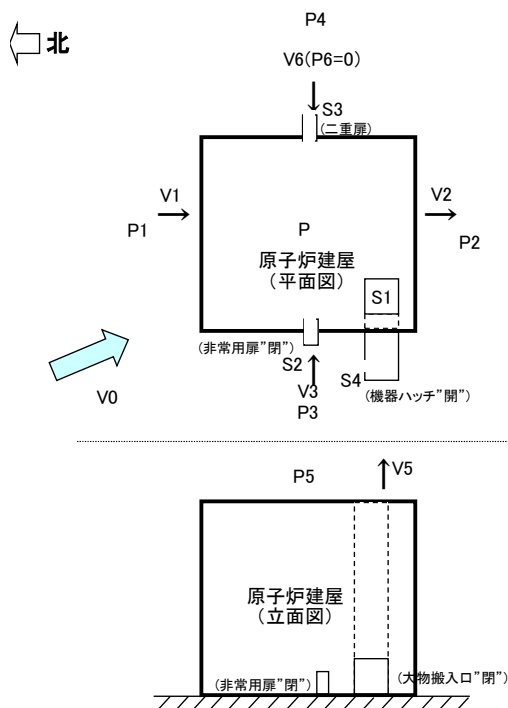 P4
北
V6(P6=0)
S3
(二重扉)
V1
P1
V2
P2
P
原子炉建屋
(平面図)
S1
(非常用扉"閉")
S2
V3
P3
S4
(機器ハッチ"開")
V0
P5
V5
原子炉建屋
(立面図)
(非常用扉"閉")
(大物搬入口"閉")